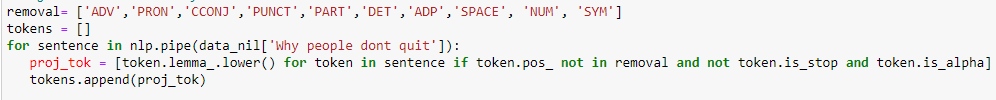 removal= ['ADV','PRON','CCONJ','PUNCT','PART','DET','ADP','SPACE', 'NUM', 'SYM']
tokens = []
for sentence in nlp.pipe(data_nil['Why people dont quit']):
   proj_tok = [token.lemma_.lower() for token in sentence if token.pos_ not in removal and not token.is_stop and token.is_alpha]
   tokens.append(proj_tok)